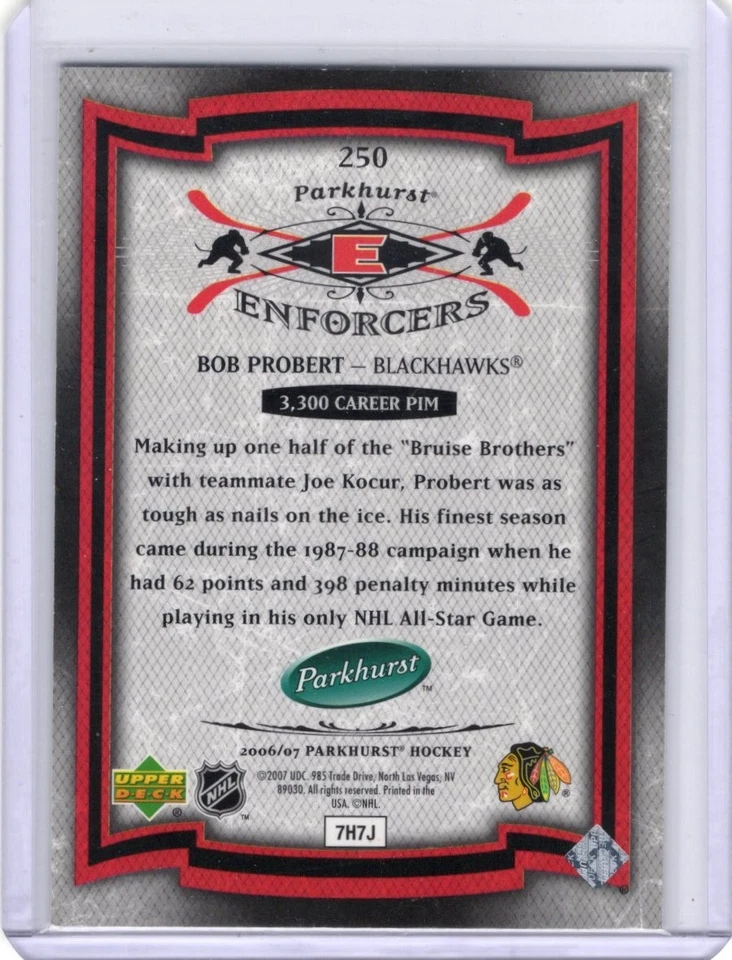 250
Parkhurst®
E
ENFORCERS
BOB PROBERT – BLACKHAWKS®
3,300 CAREER PIM
Making up one half of the "Bruise Brothers"
with teammate Joe Kocur, Probert was as
tough as nails on the ice. His finest season
came during the 1987-88 campaign when he
had 62 points and 398 penalty minutes while
playing in his only NHL All-Star Game.
Parkhurst™
2006/07 PARKHURST® HOCKEY
©2007 UDC. 985 Trade Drive, North Las Vegas, NV
89030. All rights reserved. Printed in the
USA. ©NHL.
UPPER
DECK®
NHL™
®
7H7J